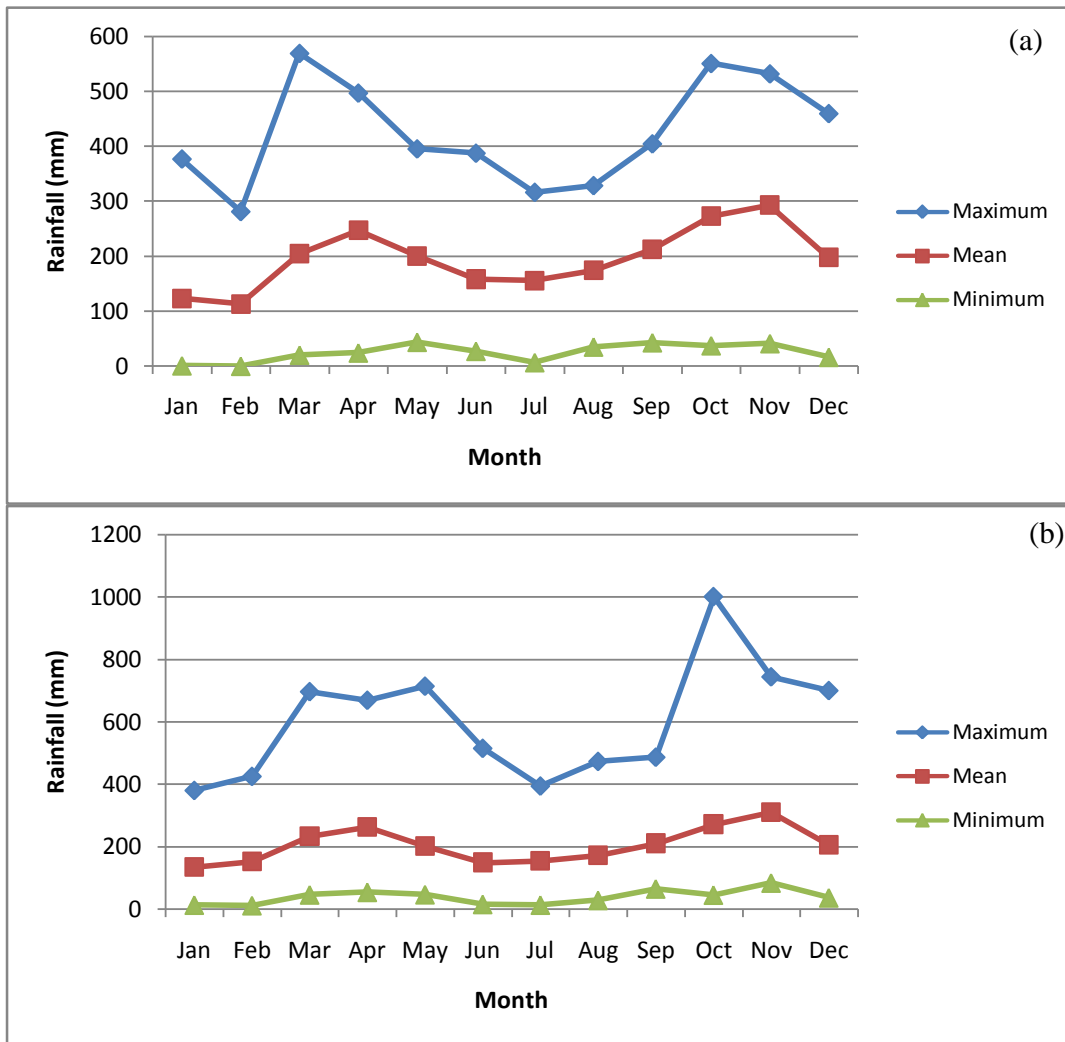 (a)
Rainfall (mm)
600
500
400
300
200
100
0
Jan Feb Mar Apr May Jun Jul Aug Sep Oct Nov Dec
Month
Maximum
Mean
Minimum
(b)
Rainfall (mm)
1200
1000
800
600
400
200
0
Jan Feb Mar Apr May Jun Jul Aug Sep Oct Nov Dec
Month
Maximum
Mean
Minimum